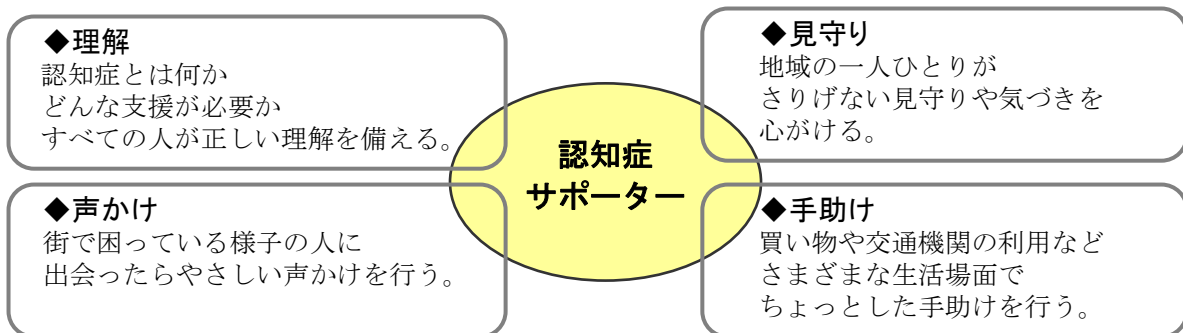 ◆理解
認知症とは何か
どんな支援が必要か
すべての人が正しい理解を備える。
◆見守り
地域の一人ひとりが
さりげない見守りや気づきを
心がける。
認知症
サポーター
◆声かけ
街で困っている様子の人に
出会ったらやさしい声かけを行う。
◆手助け
買い物や交通機関の利用など
さまざまな生活場面で
ちょっとした手助けを行う。